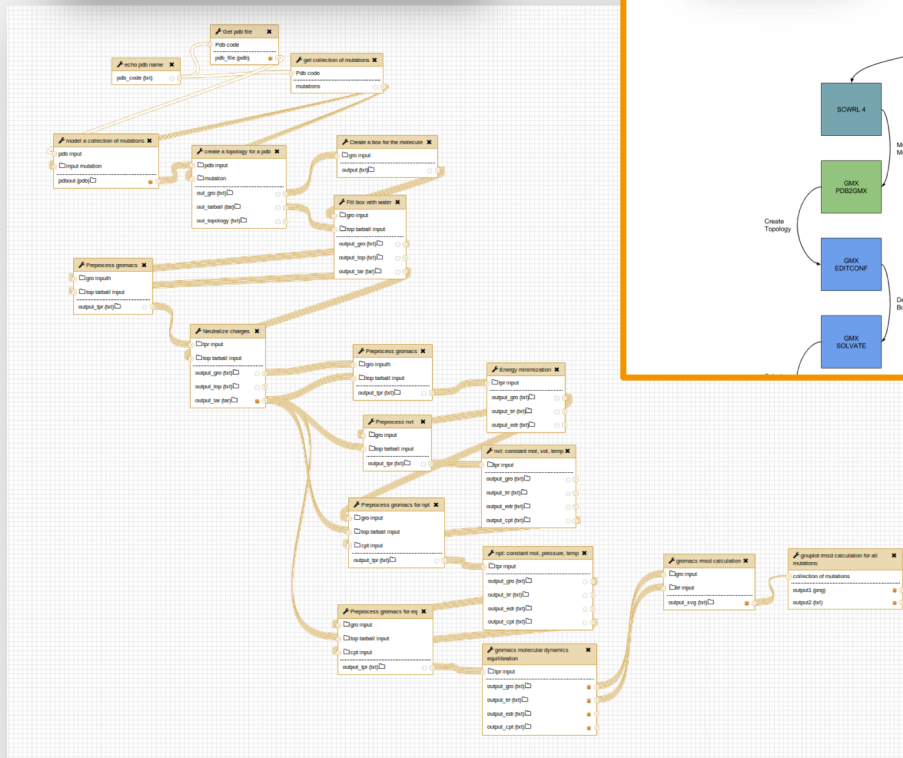 Get pdb file
Pdb code
pdb_file (pdb)
echo pdb name
pdb_code (txt)
get collection of mutations
Pdb code
mutations
model a collection of mutations
pdb input
input mutation
pdbout (pdb)
create a topology for a pdb
pdb input
mutation:
out_gro (txt)
out_tarball (tar)
out_topology (txt)
Create a box for the molecule
gro input
output (txt)
Fill box with water
gro input
top tarball input
output_gro (txt)
output_top (txt)
output_tar (tar)
Preprocess gromacs
gro inputh
top tarball input
output_tpr (txt)
Neutralize charges
tpr input
top tarball input
output_gro (txt)
output_top (txt)
output_tar (tar)
Preprocess gromacs
gro inputh
top tarball input
output_tpr (txt)
Energy minimization
tpr input
output_gro (txt)
output_trr (txt)
output_edr (txt)
Preprocess nvt
gro input
top tarball input
output_tpr (txt)
nvt: constant mol, vol, temp
tpr input
output_gro (txt)
output_trr (txt)
output_edr (txt)
output_cpt (txt)
Preprocess gromacs for npt
gro input
top tarball input
cpt input
output_tpr (txt)
npt: constant mol, pressure, temp
tpr input
output_gro (txt)
output_trr (txt)
output_edr (txt)
output_cpt (txt)
Preprocess gromacs for eq
gro input
top tarball input
cpt input
output_tpr (txt)
gromacs molecular dynamics
equilibration
tpr input
output_gro (txt)
output_trr (txt)
output_edr (txt)
output_cpt (txt)
gromacs rmsd calculation
gro input
trr input
output_xvg (txt)
gnuplot rmsd calculation for all
mutations
collection of mutations
output1 (png)
output2 (txt)
SCWRL 4
GMX
PDB2GMX
Create
Topology
GMX
EDITCONF
GMX
SOLVATE